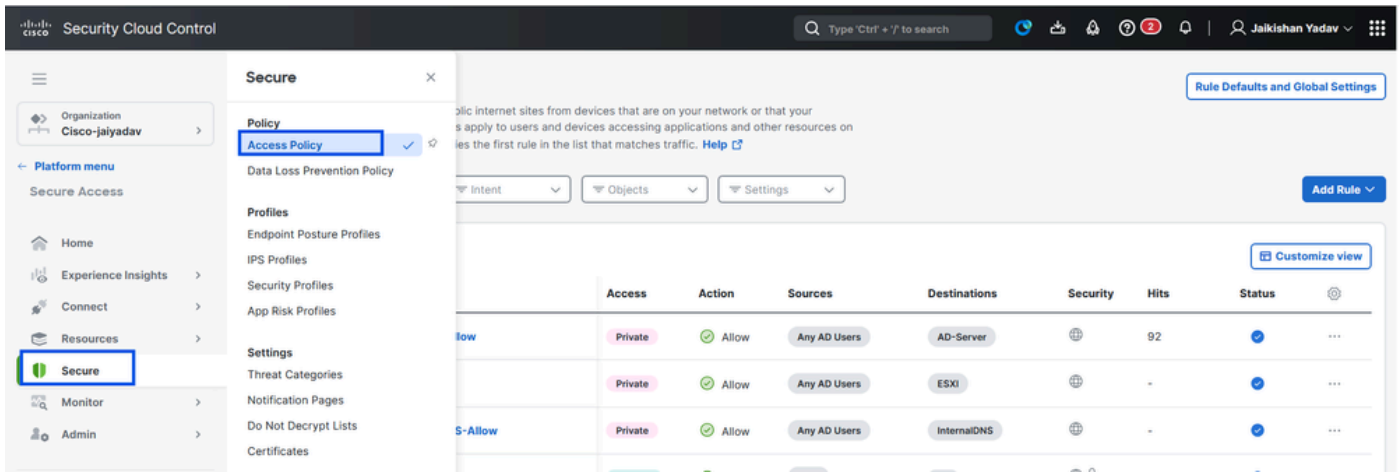 cisco Security Cloud Control
Type 'Ctrl' + '/' to search
2
Jaikishan Yadav
Organization
Cisco-jaiyadav
← Platform menu
Secure Access
Home
Experience Insights
Connect
Resources
Secure
Monitor
Admin
Secure
Policy
Access Policy
Data Loss Prevention Policy
Profiles
Endpoint Posture Profiles
IPS Profiles
Security Profiles
App Risk Profiles
Settings
Threat Categories
Notification Pages
Do Not Decrypt Lists
Certificates
Rule Defaults and Global Settings
blic internet sites from devices that are on your network or that your
s apply to users and devices accessing applications and other resources on
ies the first rule in the list that matches traffic. Help
Intent Objects Settings
Add Rule
Customize view
Access Action Sources Destinations Security Hits Status
llow Private Allow Any AD Users AD-Server 92 ...
Private Allow Any AD Users ESXI - ...
S-Allow Private Allow Any AD Users InternalDNS - ...